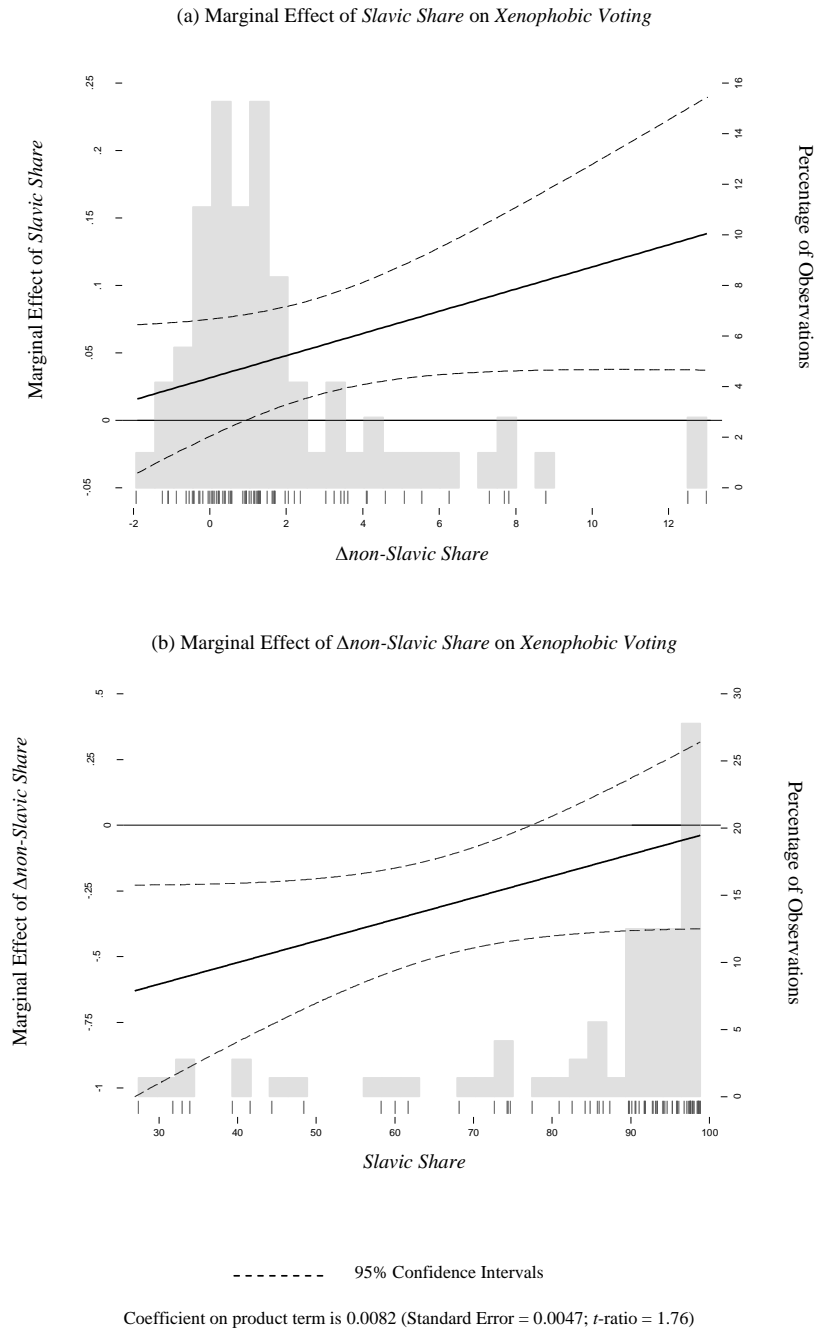 (a) Marginal Effect of Slavic Share on Xenophobic Voting
Marginal Effect of Slavic Share
.25
.2
.15
.1
.05
0
-.05
16
14
12
10
8
6
4
2
0
Percentage of Observations
-2 0 2 4 6 8 10 12
Δnon-Slavic Share
(b) Marginal Effect of Δnon-Slavic Share on Xenophobic Voting
Marginal Effect of Δnon-Slavic Share
.5
.25
0
-.25
-.5
-.75
-1
30
25
20
15
10
5
0
Percentage of Observations
30 40 50 60 70 80 90 100
Slavic Share
95% Confidence Intervals
Coefficient on product term is 0.0082 (Standard Error = 0.0047; t-ratio = 1.76)